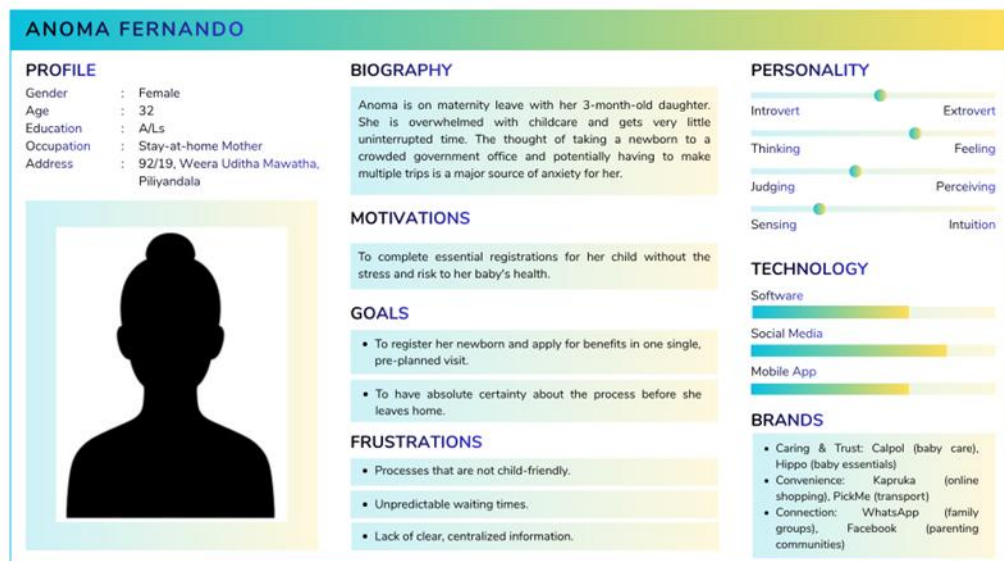 ANOMA FERNANDO
PROFILE
Gender : Female
Age : 32
Education : A/Ls
Occupation : Stay-at-home Mother
Address : 92/19, Weera Uditha Mawatha,
Piliyandala
BIOGRAPHY
Anoma is on maternity leave with her 3-month-old daughter.
She is overwhelmed with childcare and gets very little
uninterrupted time. The thought of taking a newborn to a
crowded government office and potentially having to make
multiple trips is a major source of anxiety for her.
MOTIVATIONS
To complete essential registrations for her child without the
stress and risk to her baby's health.
GOALS
• To register her newborn and apply for benefits in one single,
pre-planned visit.
• To have absolute certainty about the process before she
leaves home.
FRUSTRATIONS
• Processes that are not child-friendly.
• Unpredictable waiting times.
• Lack of clear, centralized information.
PERSONALITY
Introvert Extrovert
Thinking Feeling
Judging Perceiving
Sensing Intuition
TECHNOLOGY
Software
Social Media
Mobile App
BRANDS
• Caring & Trust: Calpol (baby care),
Hippo (baby essentials)
• Convenience: Kapruka (online
shopping), PickMe (transport)
• Connection: WhatsApp (family
groups), Facebook (parenting
communities)